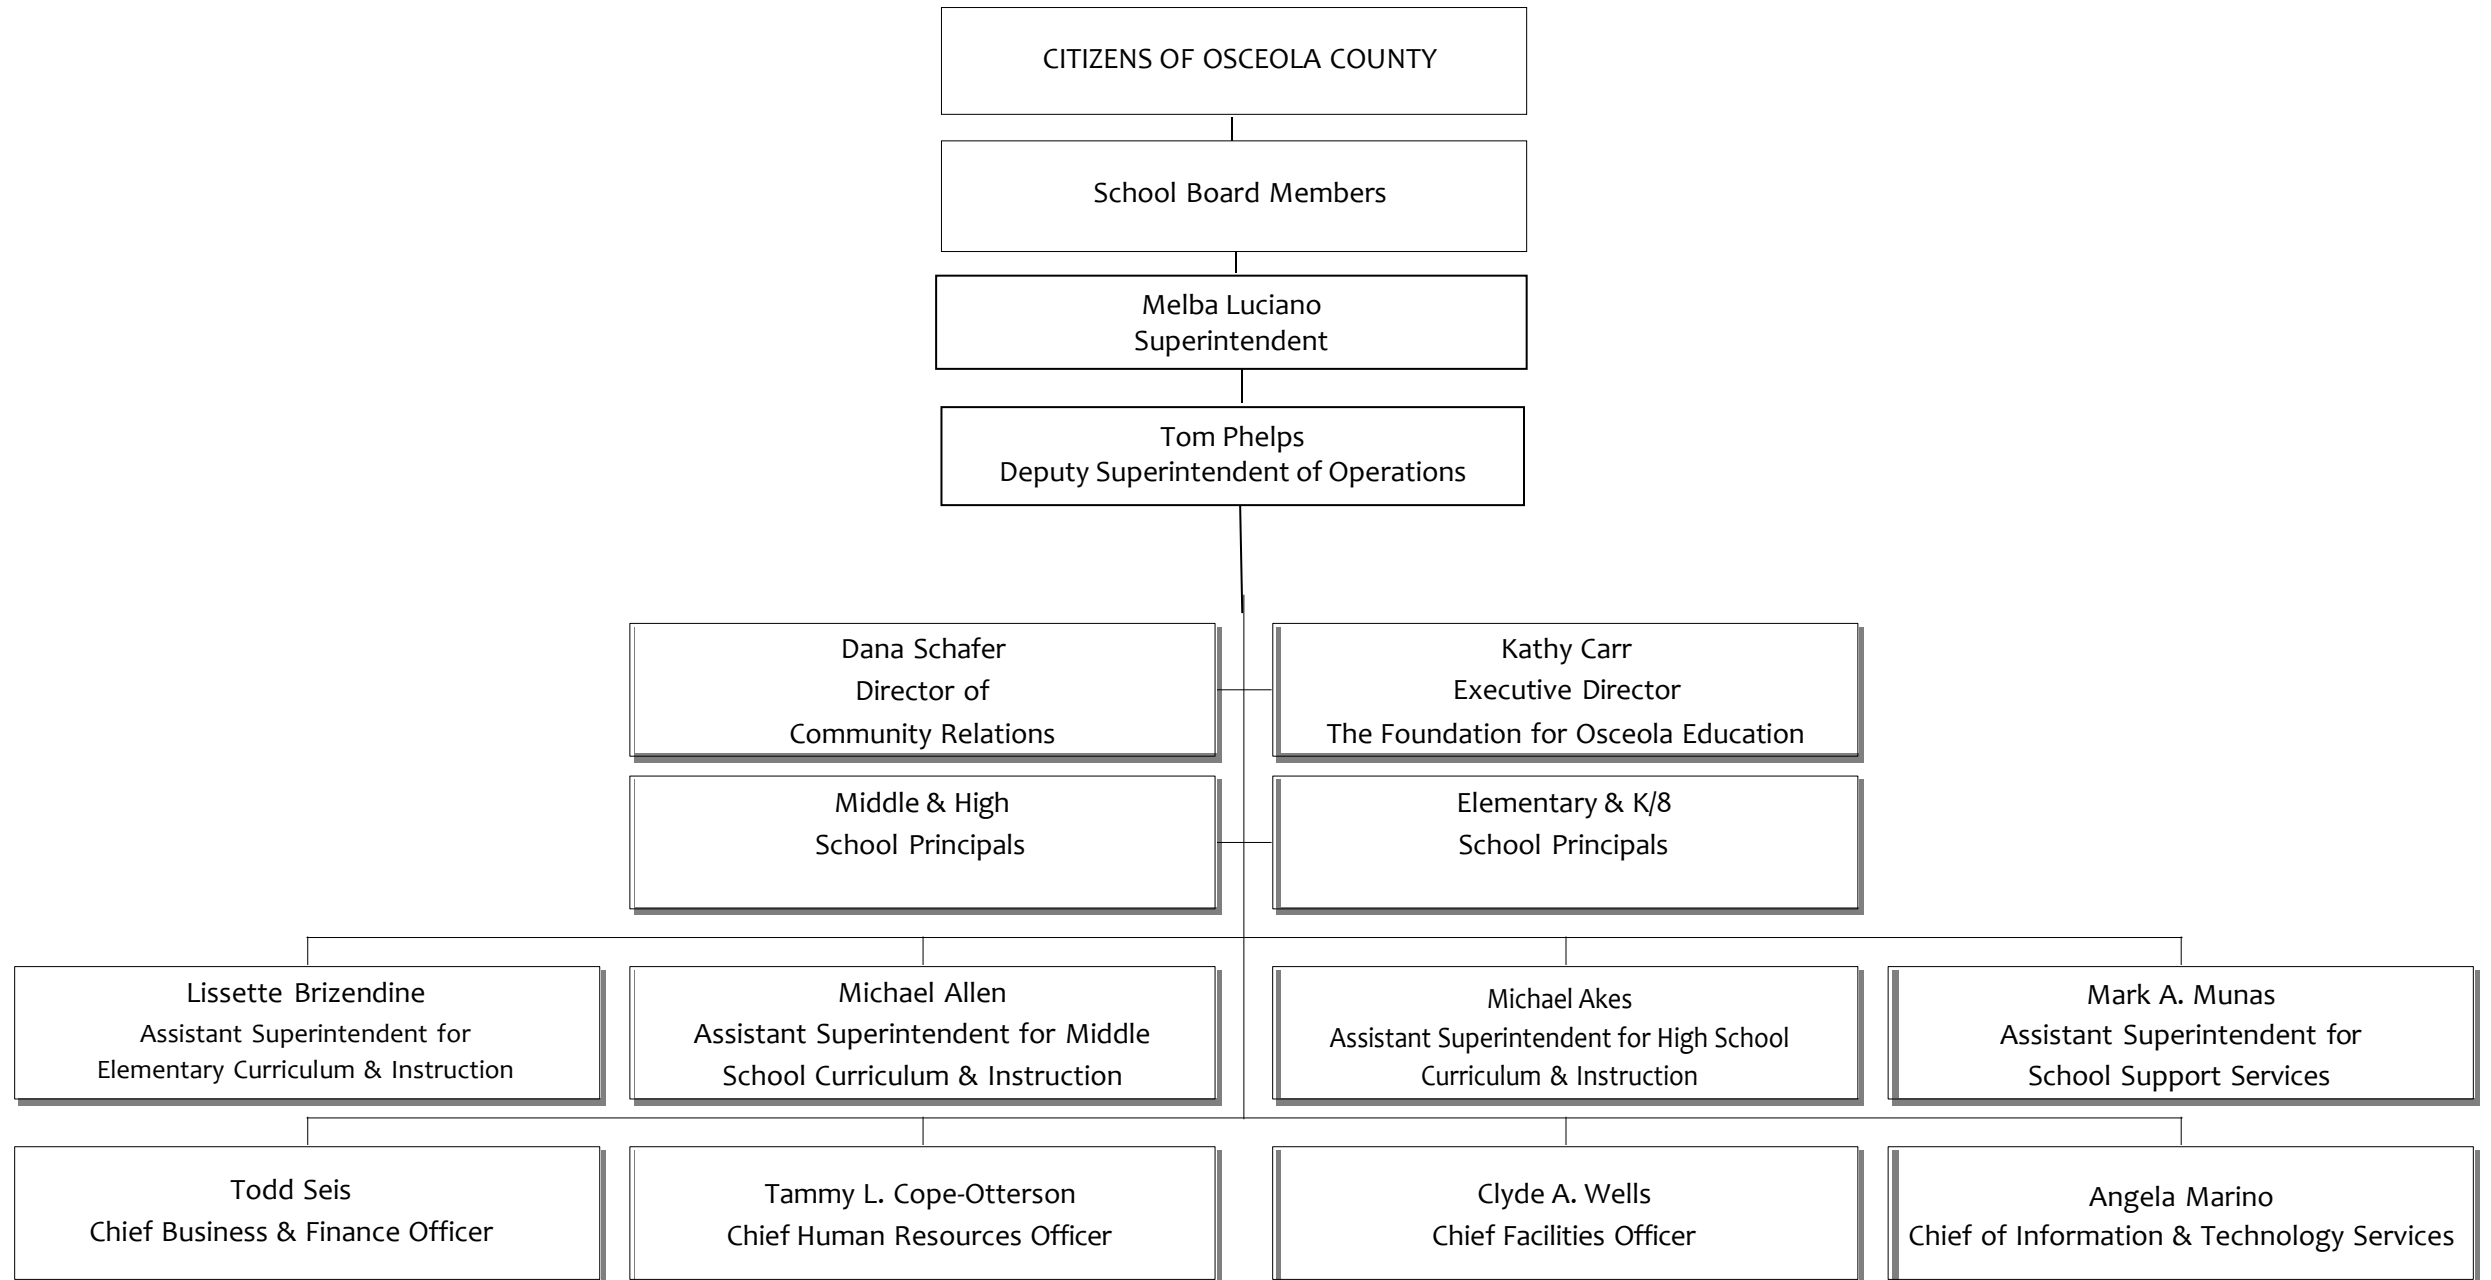 CITIZENS OF OSCEOLA COUNTY
School Board Members
Melba Luciano
Superintendent
Tom Phelps
Deputy Superintendent of Operations
Dana Schafer
Director of
Community Relations
Kathy Carr
Executive Director
The Foundation for Osceola Education
Middle & High
School Principals
Elementary & K/8
School Principals
Lissette Brizendine
Assistant Superintendent for
Elementary Curriculum & Instruction
Michael Allen
Assistant Superintendent for Middle
School Curriculum & Instruction
Michael Akes
Assistant Superintendent for High School
Curriculum & Instruction
Mark A. Munas
Assistant Superintendent for
School Support Services
Todd Seis
Chief Business & Finance Officer
Tammy L. Cope-Otterson
Chief Human Resources Officer
Clyde A. Wells
Chief Facilities Officer
Angela Marino
Chief of Information & Technology Services